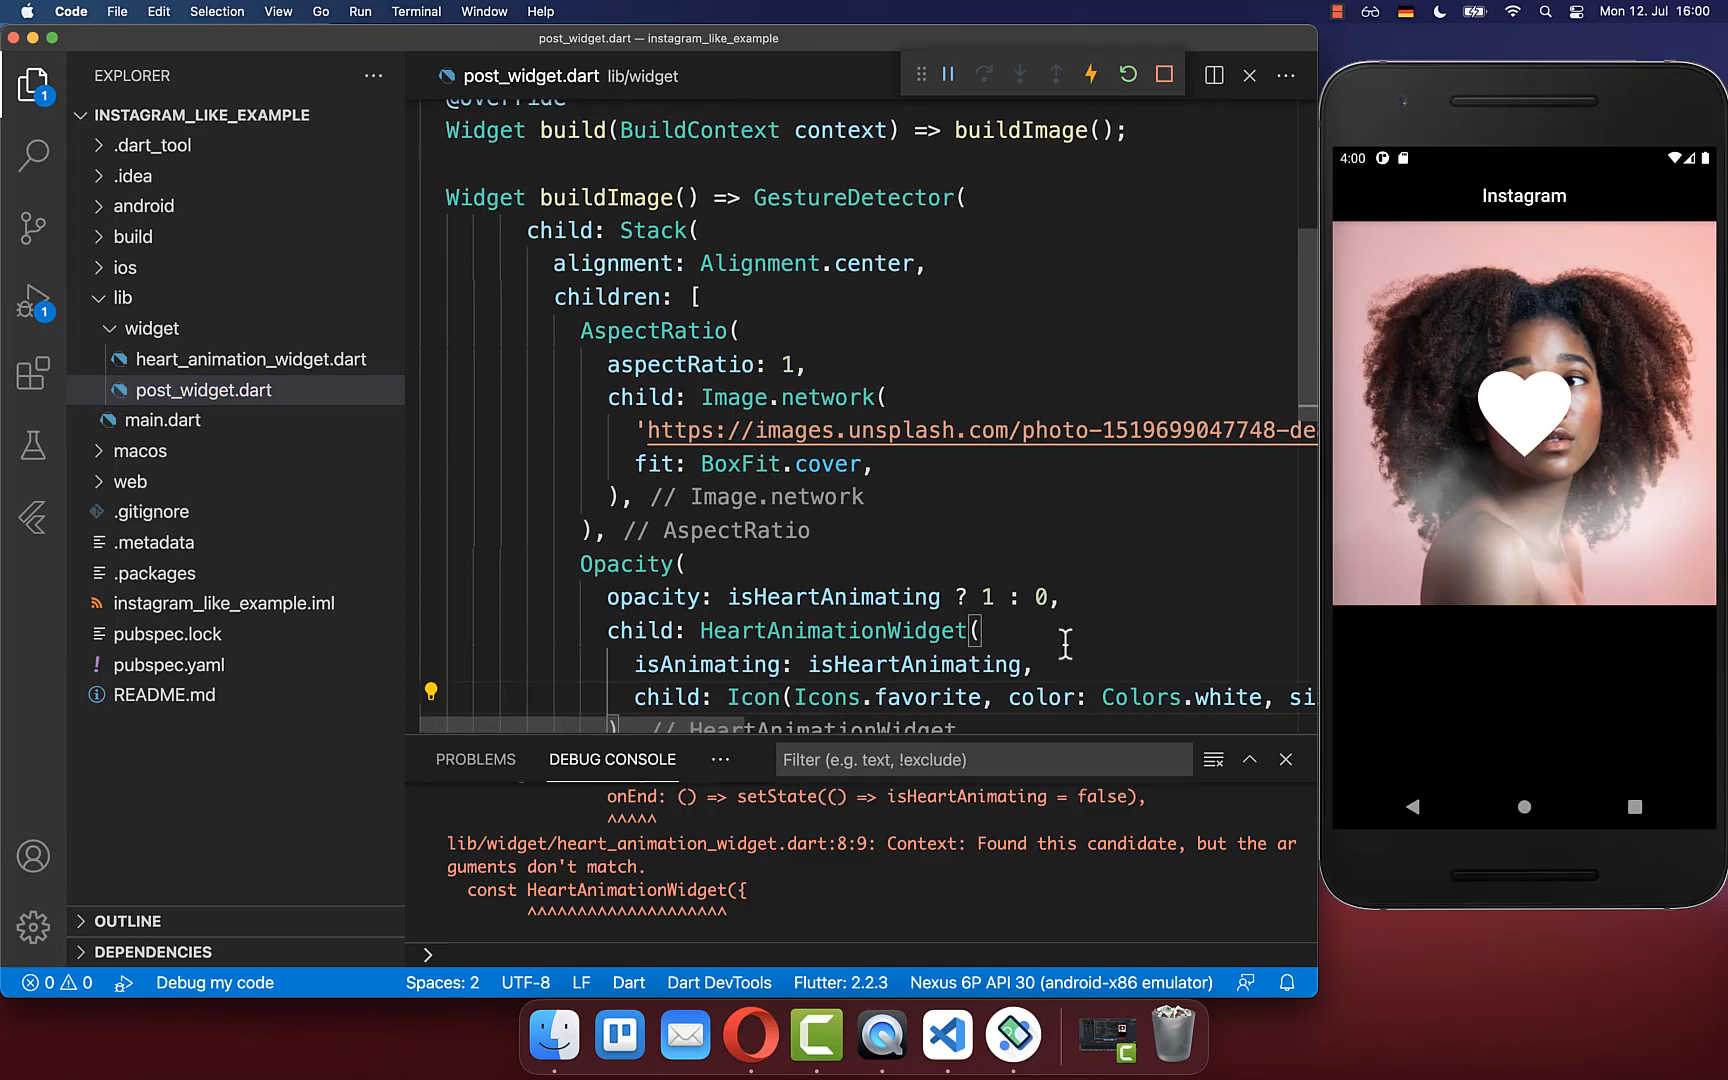 Code File Edit Selection View Go Run Terminal Window Help
Mon 12. Jul 16:00
post_widget.dart — instagram_like_example
EXPLORER
INSTAGRAM_LIKE_EXAMPLE
.dart_tool
.idea
android
build
ios
lib
widget
heart_animation_widget.dart
post_widget.dart
main.dart
macos
web
.gitignore
.metadata
.packages
instagram_like_example.iml
pubspec.lock
pubspec.yaml
README.md
OUTLINE
DEPENDENCIES
1
1
post_widget.dart lib/widget
@override
Widget build(BuildContext context) => buildImage();
Widget buildImage() => GestureDetector(
child: Stack(
alignment: Alignment.center,
children: [
AspectRatio(
aspectRatio: 1,
child: Image.network(
'https://images.unsplash.com/photo-1519699047748-de
fit: BoxFit.cover,
), // Image.network
), // AspectRatio
Opacity(
opacity: isHeartAnimating ? 1 : 0,
child: HeartAnimationWidget(
isAnimating: isHeartAnimating,
child: Icon(Icons.favorite, color: Colors.white, si
) // HeartAnimationWidget
PROBLEMS DEBUG CONSOLE
Filter (e.g. text, !exclude)
onEnd: () => setState(() => isHeartAnimating = false),
^^^^^
lib/widget/heart_animation_widget.dart:8:9: Context: Found this candidate, but the ar
guments don't match.
const HeartAnimationWidget({
^^^^^^^^^^^^^^^^^^^^
0 0 Debug my code Spaces: 2 UTF-8 LF Dart Dart DevTools Flutter: 2.2.3 Nexus 6P API 30 (android-x86 emulator)
4:00
Instagram